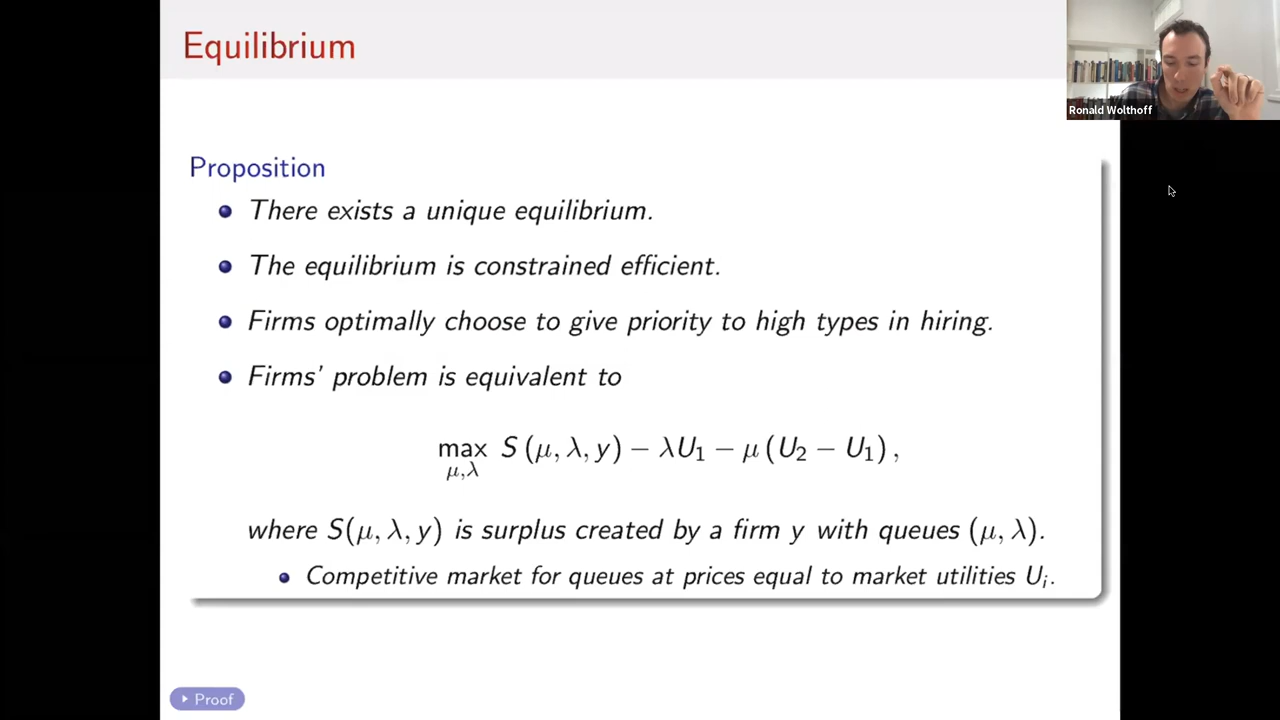 Equilibrium
Ronald Wolthoff
Proposition
There exists a unique equilibrium.
The equilibrium is constrained efficient.
Firms optimally choose to give priority to high types in hiring.
Firms' problem is equivalent to
max S (μ, λ, y) − λU₁ − μ (U₂ − U₁) ,
μ,λ
where S(μ, λ, y) is surplus created by a firm y with queues (μ, λ).
Competitive market for queues at prices equal to market utilities Uᵢ.
Proof